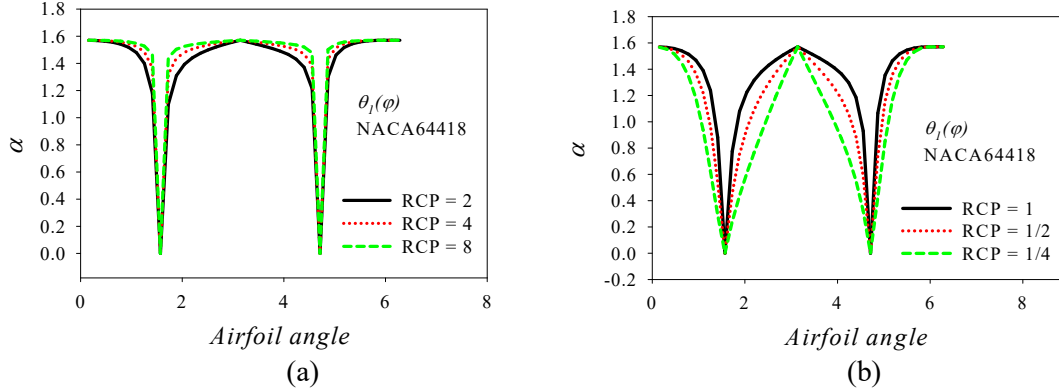 1.8
1.6
1.4
1.2
1.0
0.8
0.6
0.4
0.2
0.0
α
θ1(φ)
NACA64418
RCP = 2
RCP = 4
RCP = 8
0 2 4 6 8
Airfoil angle
(a)
1.8
1.6
1.4
1.2
1.0
0.8
0.6
0.4
0.2
0.0
-0.2
α
θ1(φ)
NACA64418
RCP = 1
RCP = 1/2
RCP = 1/4
0 2 4 6 8
Airfoil angle
(b)